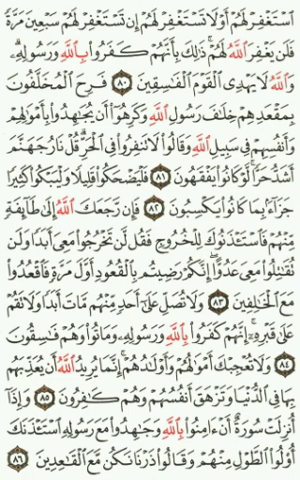 ٱسۡتَغۡفِرۡ لَهُمۡ أَوۡ لَا تَسۡتَغۡفِرۡ لَهُمۡ إِن تَسۡتَغۡفِرۡ لَهُمۡ سَبۡعِينَ مَرَّةٗ
فَلَن يَغۡفِرَ ٱللَّهُ لَهُمۡۚ ذَٰلِكَ بِأَنَّهُمۡ كَفَرُواْ بِٱللَّهِ وَرَسُولِهِۦۗ
وَٱللَّهُ لَا يَهۡدِي ٱلۡقَوۡمَ ٱلۡفَٰسِقِينَ ٨٠ فَرِحَ ٱلۡمُخَلَّفُونَ
بِمَقۡعَدِهِمۡ خِلَٰفَ رَسُولِ ٱللَّهِ وَكَرِهُوٓاْ أَن يُجَٰهِدُواْ بِأَمۡوَٰلِهِمۡ
وَأَنفُسِهِمۡ فِي سَبِيلِ ٱللَّهِ وَقَالُواْ لَا تَنفِرُواْ فِي ٱلۡحَرِّۗ قُلۡ نَارُ جَهَنَّمَ
أَشَدُّ حَرّٗاۚ لَّوۡ كَانُواْ يَفۡقَهُونَ ٨١ فَلۡيَضۡحَكُواْ قَلِيلٗا وَلۡيَبۡكُواْ كَثِيرٗا
جَزَآءَۢ بِمَا كَانُواْ يَكۡسِبُونَ ٨٢ فَإِن رَّجَعَكَ ٱللَّهُ إِلَىٰ طَآئِفَةٖ
مِّنۡهُمۡ فَٱسۡتَـٔۡذَنُوكَ لِلۡخُرُوجِ فَقُل لَّن تَخۡرُجُواْ مَعِيَ أَبَدٗا وَلَن
تُقَٰتِلُواْ مَعِيَ عَدُوًّاۖ إِنَّكُمۡ رَضِيتُم بِٱلۡقُعُودِ أَوَّلَ مَرَّةٖ فَٱقۡعُدُواْ
مَعَ ٱلۡخَٰلِفِينَ ٨٣ وَلَا تُصَلِّ عَلَىٰٓ أَحَدٖ مِّنۡهُم مَّاتَ أَبَدٗا وَلَا تَقُمۡ
عَلَىٰ قَبۡرِهِۦٓۖ إِنَّهُمۡ كَفَرُواْ بِٱللَّهِ وَرَسُولِهِۦ وَمَاتُواْ وَهُمۡ فَٰسِقُونَ
٨٤ وَلَا تُعۡجِبۡكَ أَمۡوَٰلُهُمۡ وَأَوۡلَٰدُهُمۡۚ إِنَّمَا يُرِيدُ ٱللَّهُ أَن يُعَذِّبَهُم
بِهَا فِي ٱلدُّنۡيَا وَتَزۡهَقَ أَنفُسُهُمۡ وَهُمۡ كَٰفِرُونَ ٨٥ وَإِذَآ
أُنزِلَتۡ سُورَةٌ أَنۡ ءَامِنُواْ بِٱللَّهِ وَجَٰهِدُواْ مَعَ رَسُولِهِ ٱسۡتَـٔۡذَنَكَ
أُوْلُواْ ٱلطَّوۡلِ مِنۡهُمۡ وَقَالُواْ ذَرۡنَا نَكُن مَّعَ ٱلۡقَٰعِدِينَ ٨٦